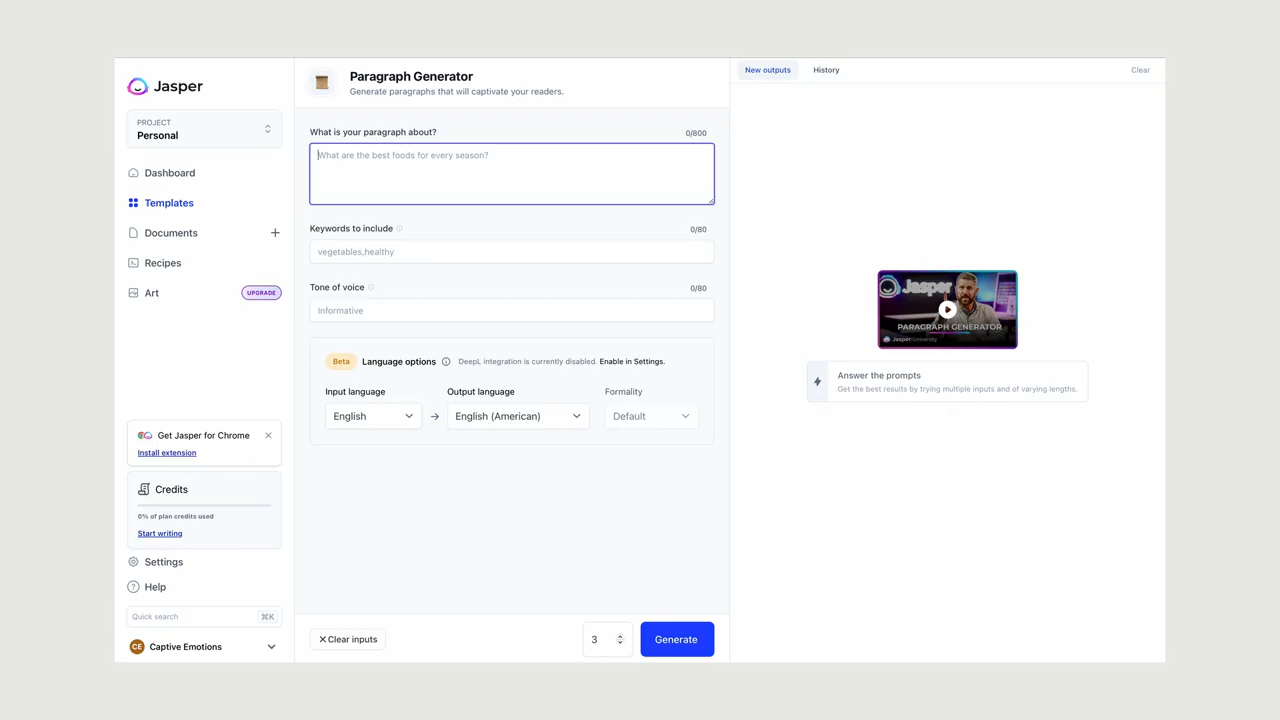 Jasper
PROJECT
Personal
Dashboard
Templates
Documents
Recipes
Art
UPGRADE
Get Jasper for Chrome
Install extension
Credits
0% of plan credits used
Start writing
Settings
Help
Quick search
⌘K
CE
Captive Emotions
Paragraph Generator
Generate paragraphs that will captivate your readers.
What is your paragraph about?
0/800
What are the best foods for every season?
Keywords to include
0/80
vegetables,healthy
Tone of voice
0/80
Informative
Beta
Language options
DeepL integration is currently disabled. Enable in Settings.
Input language
Output language
Formality
English
→
English (American)
Default
Clear inputs
3
Generate
New outputs
History
Clear
Jasper
PARAGRAPH GENERATOR
Jasper University
Answer the prompts
Get the best results by trying multiple inputs and of varying lengths.